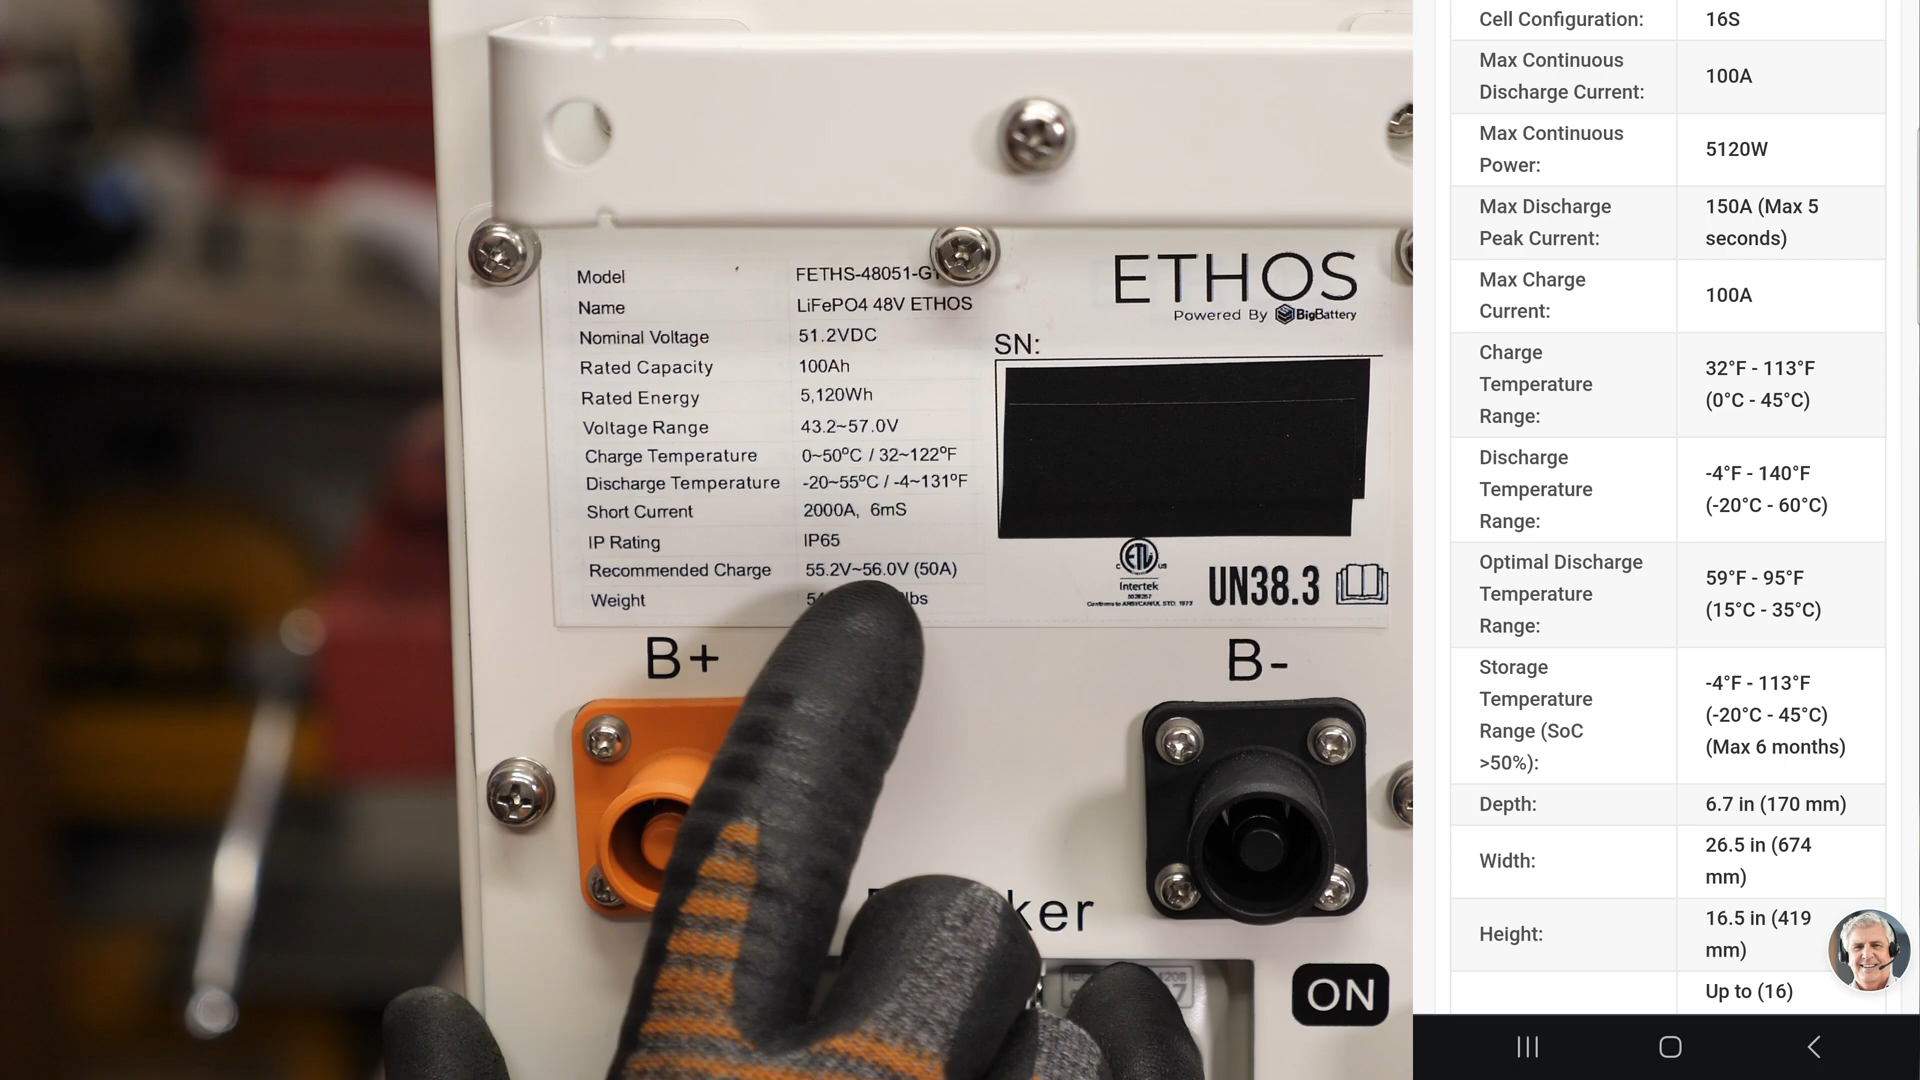 Model FETHS-48051-G
Name LiFePO4 48V ETHOS
Nominal Voltage 51.2VDC
Rated Capacity 100Ah
Rated Energy 5,120Wh
Voltage Range 43.2~57.0V
Charge Temperature 0~50ºC / 32~122ºF
Discharge Temperature -20~55ºC / -4~131ºF
Short Current 2000A, 6mS
IP Rating IP65
Recommended Charge 55.2V~56.0V (50A)
Weight lbs
ETHOS
Powered By BigBattery
SN:
ETL
C US
Intertek
UN38.3
B+
B-
ker
ON
Cell Configuration: 16S
Max Continuous
Discharge Current: 100A
Max Continuous
Power: 5120W
Max Discharge
Peak Current: 150A (Max 5
seconds)
Max Charge
Current: 100A
Charge
Temperature
Range: 32°F - 113°F
(0°C - 45°C)
Discharge
Temperature
Range: -4°F - 140°F
(-20°C - 60°C)
Optimal Discharge
Temperature
Range: 59°F - 95°F
(15°C - 35°C)
Storage
Temperature
Range (SoC
>50%): -4°F - 113°F
(-20°C - 45°C)
(Max 6 months)
Depth: 6.7 in (170 mm)
Width: 26.5 in (674
mm)
Height: 16.5 in (419
mm)
Up to (16)